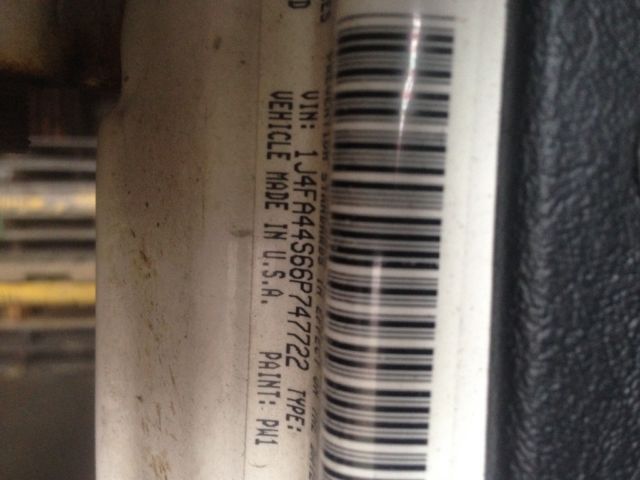 VIN: 1J4FA44S66P747722 TYPE:
VEHICLE MADE IN U.S.A. PAINT: PW1